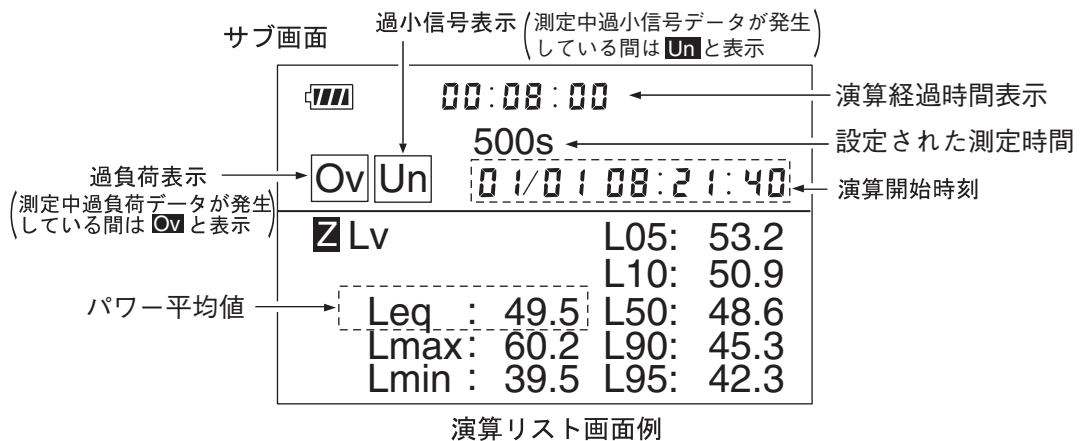 サブ画面
過小信号表示
(測定中過小信号データが発生
している間は Un と表示)
00:08:00
演算経過時間表示
500s
設定された測定時間
過負荷表示
(測定中過負荷データが発生
している間は Ov と表示)
Ov Un
01/01 08:21:40
演算開始時刻
Z Lv
L05: 53.2
L10: 50.9
パワー平均値
Leq : 49.5 L50: 48.6
Lmax: 60.2 L90: 45.3
Lmin : 39.5 L95: 42.3
演算リスト画面例